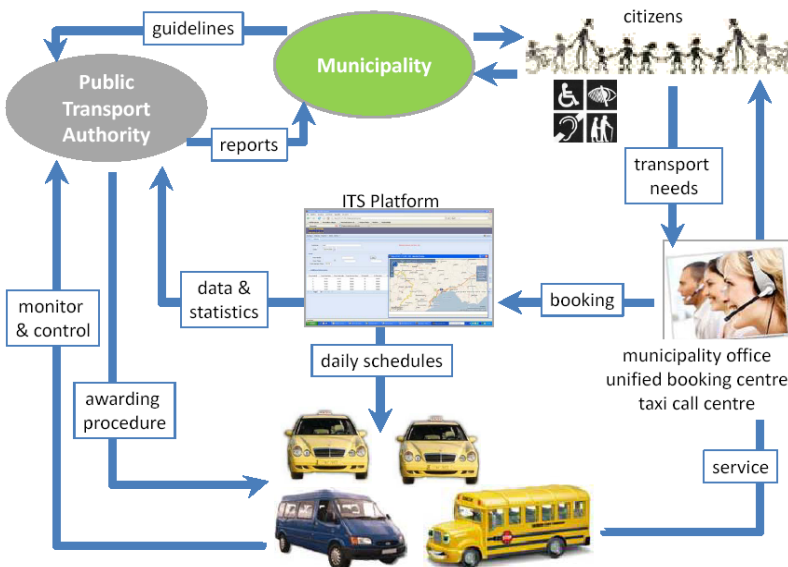 citizens
guidelines
Municipality
Public
Transport
Authority
reports
transport
needs
ITS Platform
data &
statistics
booking
monitor
& control
daily schedules
municipality office
unified booking centre
taxi call centre
awarding
procedure
service